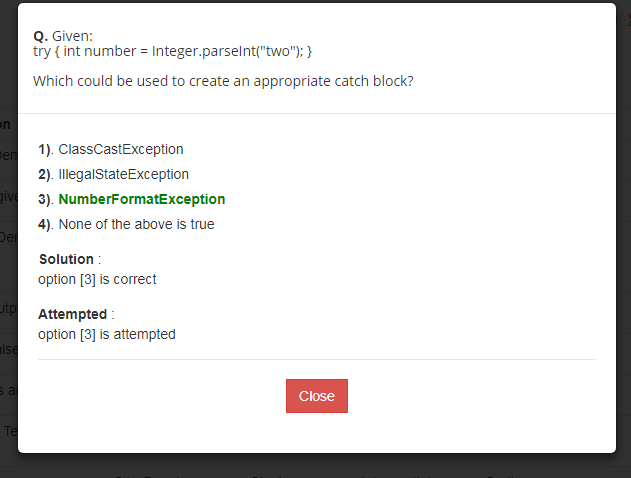 Q. Given:
try { int number = Integer.parseInt("two"); }
Which could be used to create an appropriate catch block?
on
1). ClassCastException
2). IllegalStateException
3). NumberFormatException
4). None of the above is true
Solution :
option [3] is correct
Attempted :
option [3] is attempted
Close
Te